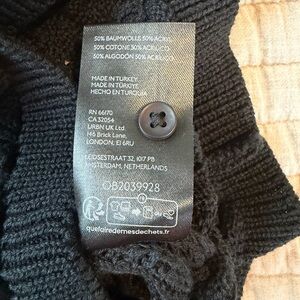 50% BAUMWOLLE 50% ACRYL
50% COTONE 50% ACRILICO
50% ALGODÓN 50% ACRÍLICO
MADE IN TURKEY
MADE IN TÜRKIYE
HECHO EN TURQUÍA
RN 66170
CA 32054
URBN UK Ltd.
145 Brick Lane,
London, E1 6RU
LEIDSESTRAAT 32, 1017 PB
AMSTERDAM, NETHERLANDS
OB2039928
FR
quefairedemesdechets.fr